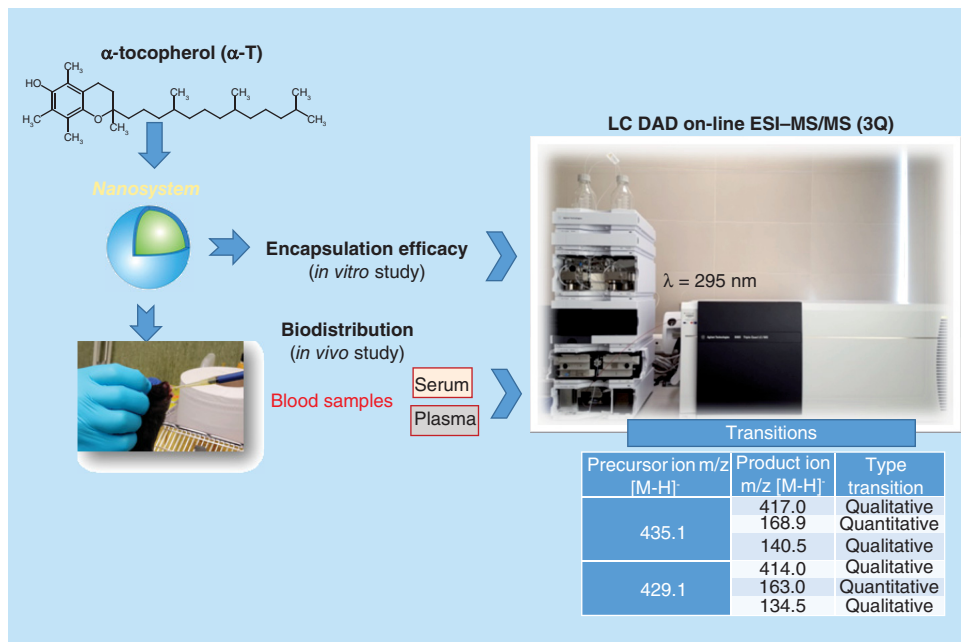 α-tocopherol (α-T)
CH3
HO
CH3
CH3
CH3
H3C
O
CH3
CH3
CH3
Nanosystem
Encapsulation efficacy
(in vitro study)
Biodistribution
(in vivo study)
Blood samples
Serum
Plasma
LC DAD on-line ESI–MS/MS (3Q)
λ = 295 nm
Transitions
Precursor ion m/z
[M-H]-
Product ion
m/z [M-H]-
Type
transition
435.1
417.0 Qualitative
168.9 Quantitative
140.5 Qualitative
429.1
414.0 Qualitative
163.0 Quantitative
134.5 Qualitative